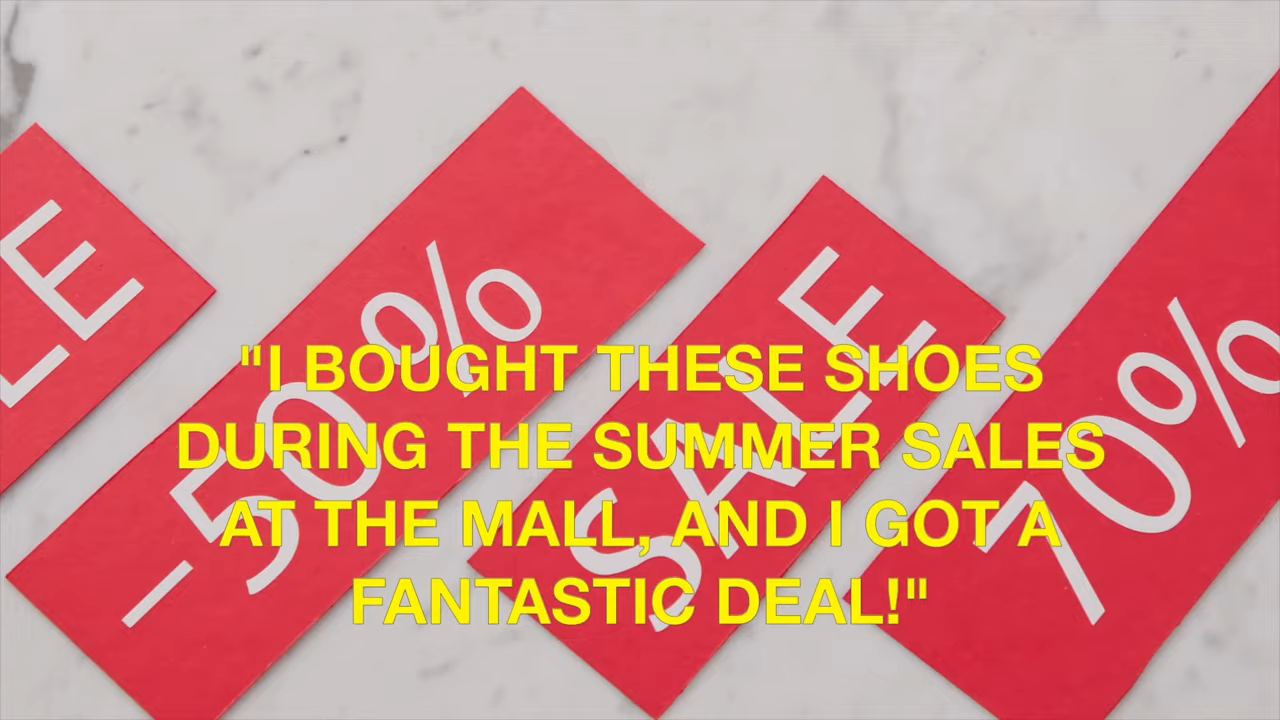 LE
-50%
SALE
70%
"I BOUGHT THESE SHOES
DURING THE SUMMER SALES
AT THE MALL, AND I GOT A
FANTASTIC DEAL!"